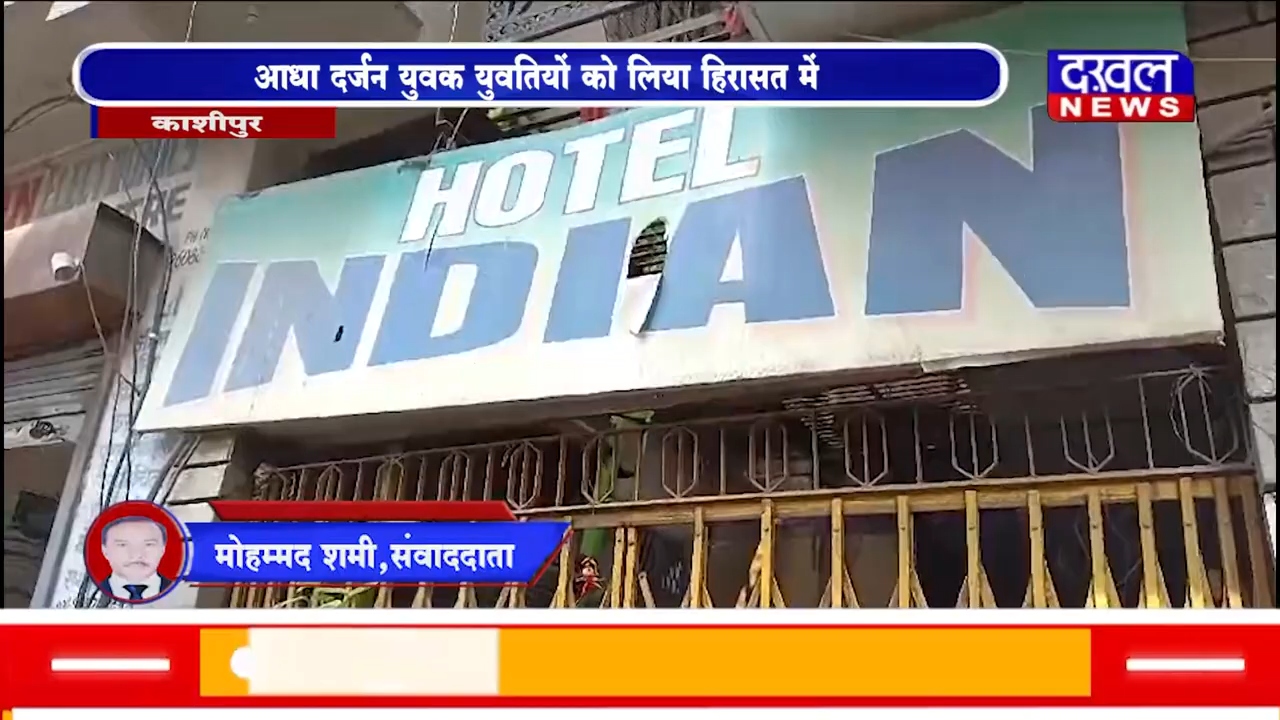 आधा दर्जन युवक युवतियों को लिया हिरासत में
दख़ल
NEWS
काशीपुर
HOTEL
INDIAN
मोहम्मद शमी,संवाददाता